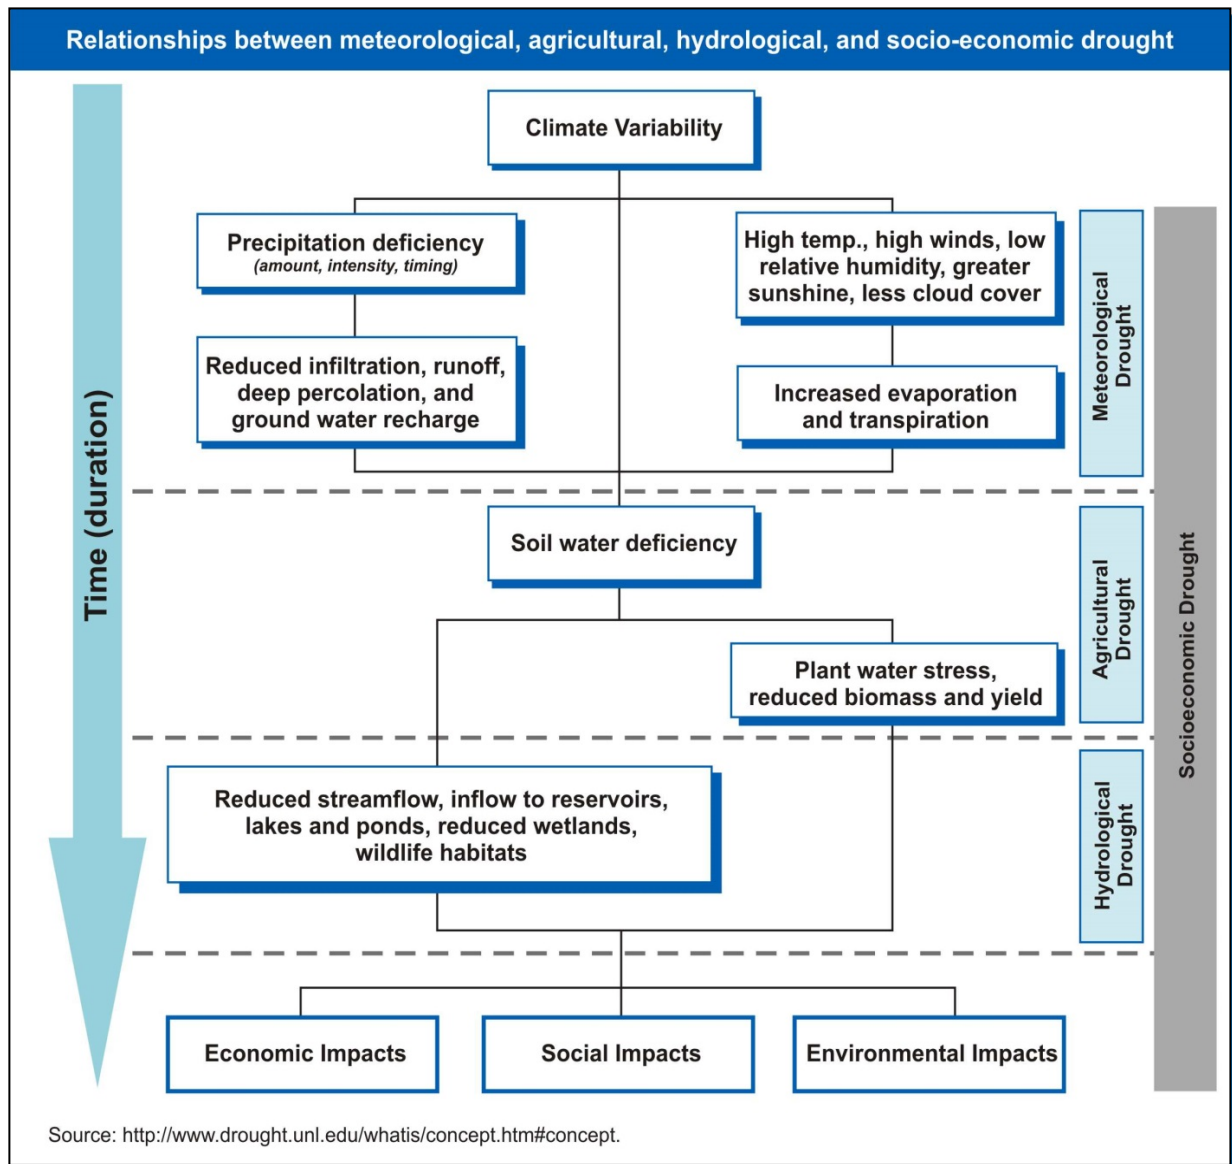 Relationships between meteorological, agricultural, hydrological, and socio-economic drought
Climate Variability
Precipitation deficiency
(amount, intensity, timing)
High temp., high winds, low
relative humidity, greater
sunshine, less cloud cover
Reduced infiltration, runoff,
deep percolation, and
ground water recharge
Increased evaporation
and transpiration
Meteorological
Drought
Time (duration)
Soil water deficiency
Plant water stress,
reduced biomass and yield
Agricultural
Drought
Socioeconomic Drought
Reduced streamflow, inflow to reservoirs,
lakes and ponds, reduced wetlands,
wildlife habitats
Hydrological
Drought
Economic Impacts
Social Impacts
Environmental Impacts
Source: http://www.drought.unl.edu/whatis/concept.htm#concept.